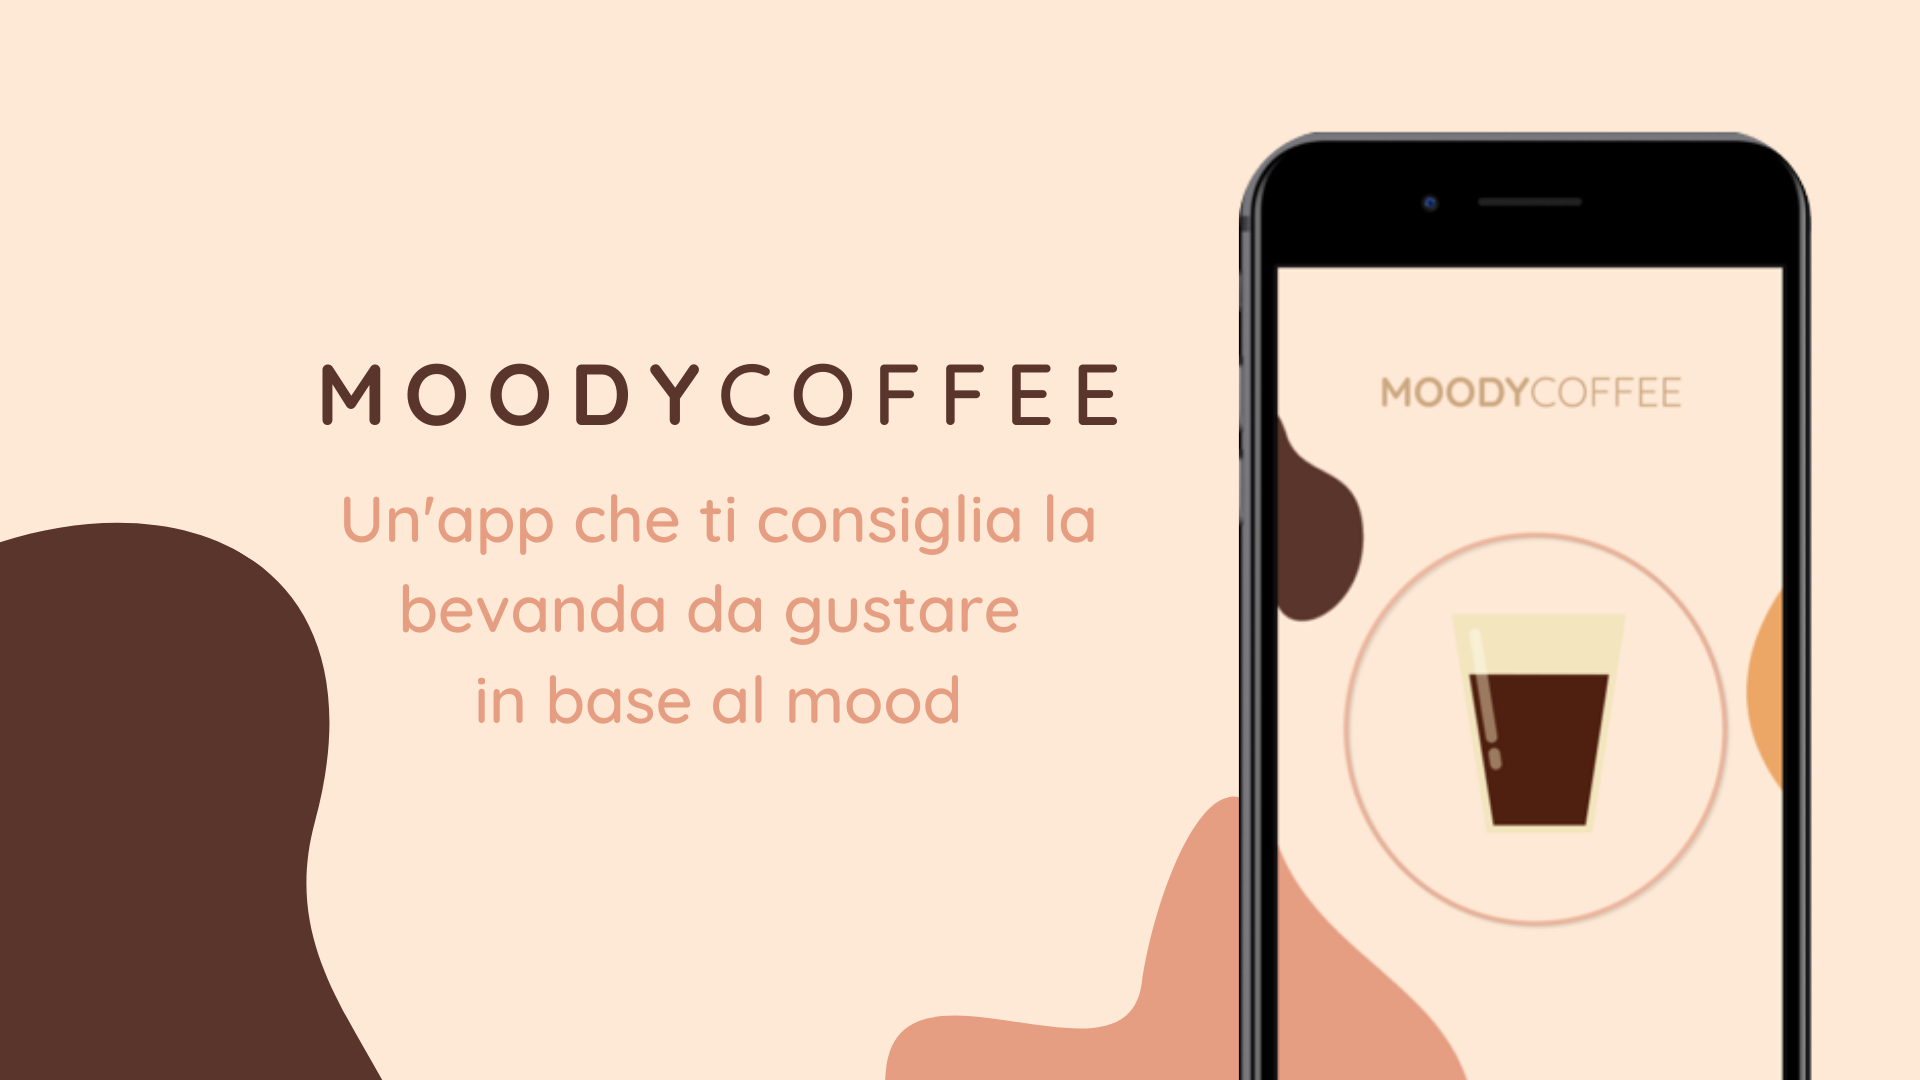 MOODYCOFFEE
Un'app che ti consiglia la
bevanda da gustare
in base al mood
MOODYCOFFEE